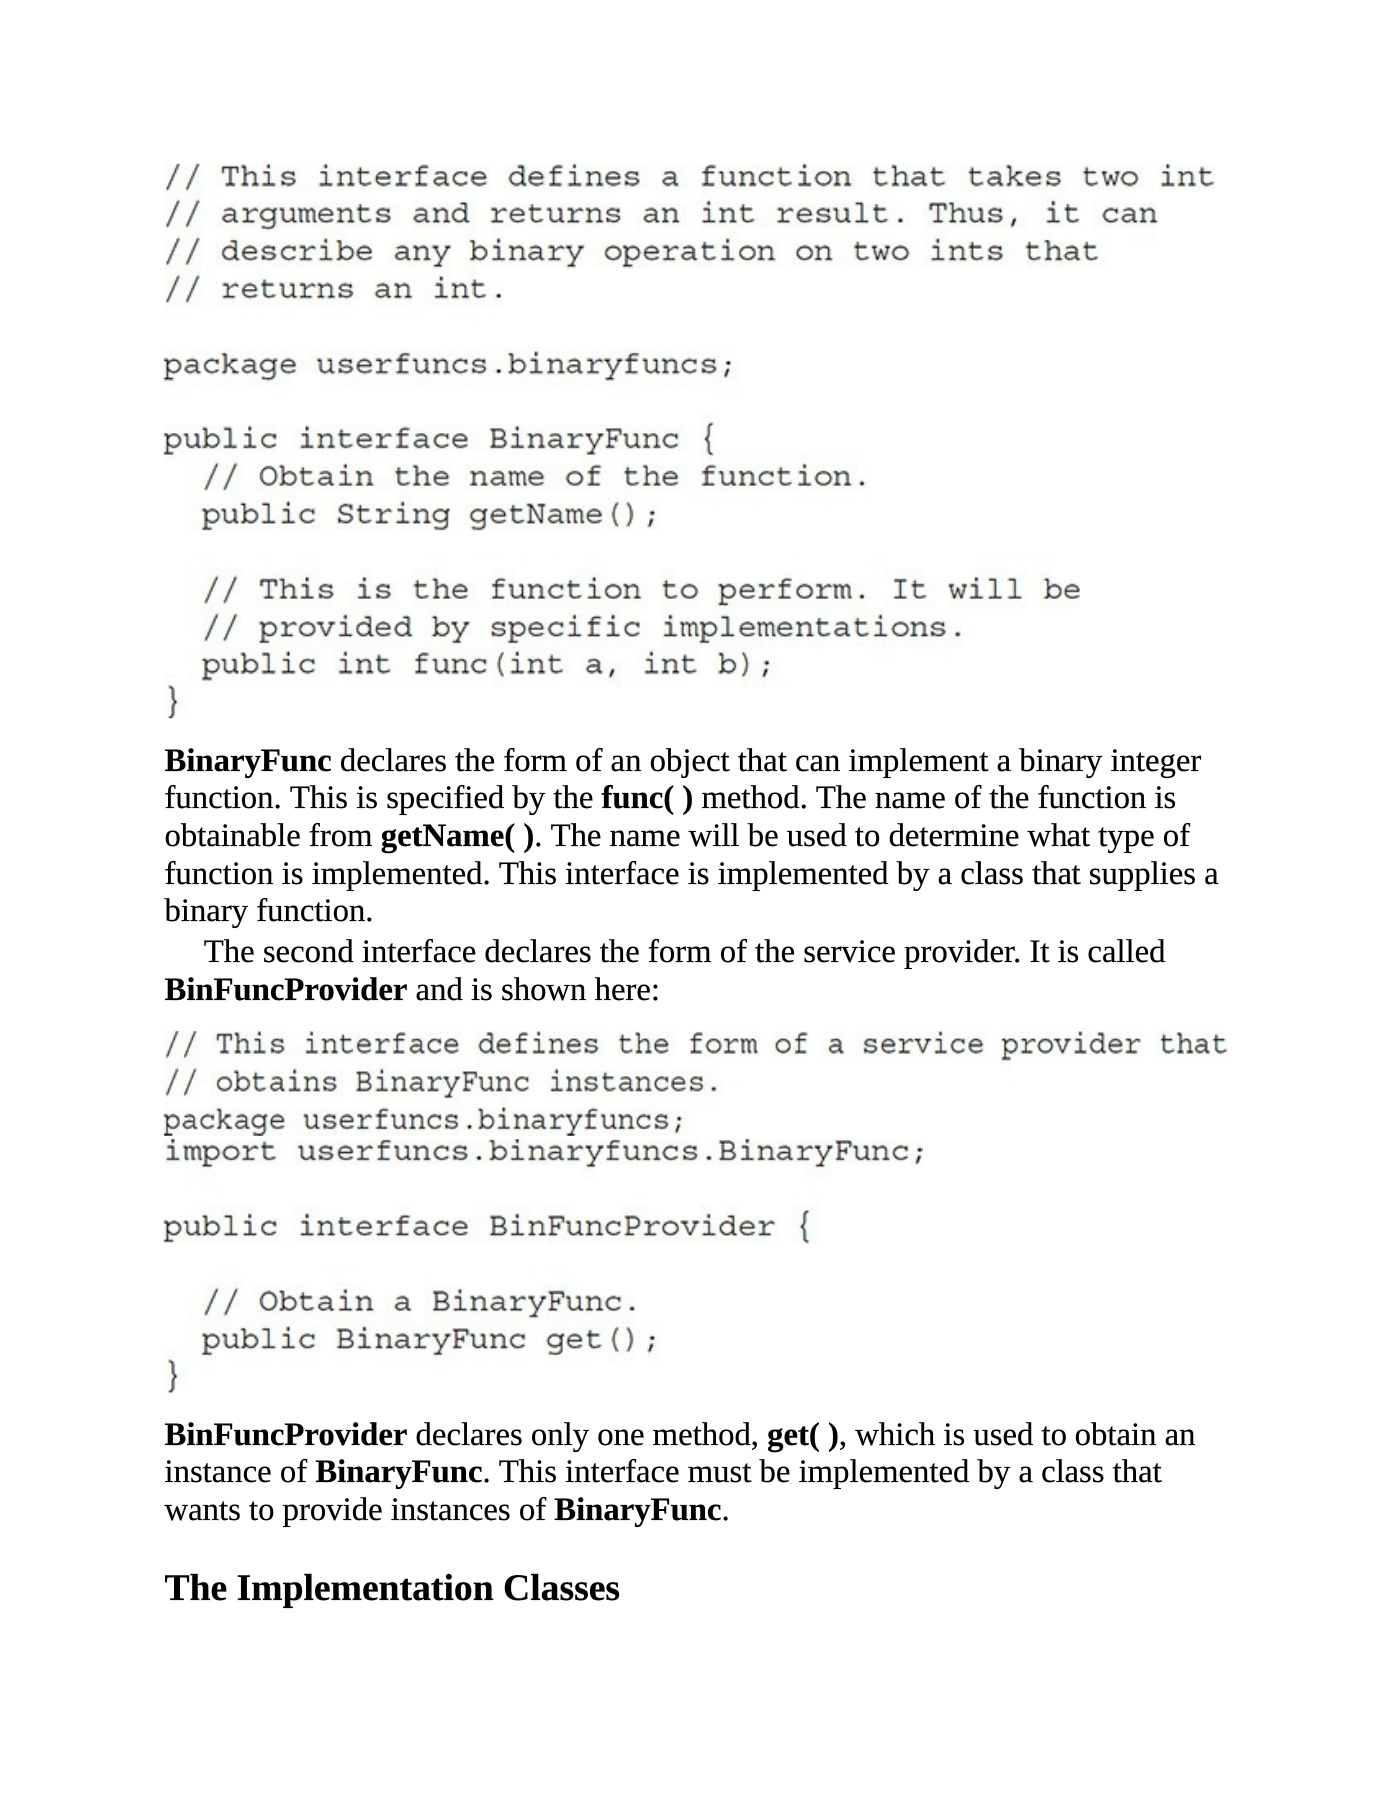 // This interface defines a function that takes two int
// arguments and returns an int result. Thus, it can
// describe any binary operation on two ints that
// returns an int.
package userfuncs.binaryfuncs;
public interface BinaryFunc {
// Obtain the name of the function.
public String getName();
// This is the function to perform. It will be
// provided by specific implementations.
public int func(int a, int b);
}
BinaryFunc declares the form of an object that can implement a binary integer
function. This is specified by the func( ) method. The name of the function is
obtainable from getName( ). The name will be used to determine what type of
function is implemented. This interface is implemented by a class that supplies a
binary function.
The second interface declares the form of the service provider. It is called
BinFuncProvider and is shown here:
// This interface defines the form of a service provider that
// obtains BinaryFunc instances.
package userfuncs.binaryfuncs;
import userfuncs.binaryfuncs.BinaryFunc;
public interface BinFuncProvider {
// Obtain a BinaryFunc.
public BinaryFunc get();
}
BinFuncProvider declares only one method, get( ), which is used to obtain an
instance of BinaryFunc. This interface must be implemented by a class that
wants to provide instances of BinaryFunc.
The Implementation Classes